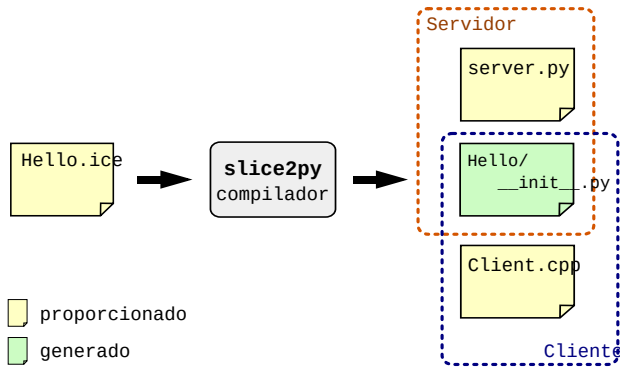 Servidor
server.py
Hello.ice
slice2py
compilador
Hello/
__init__.py
Client.cpp
proporcionado
generado
Cliente